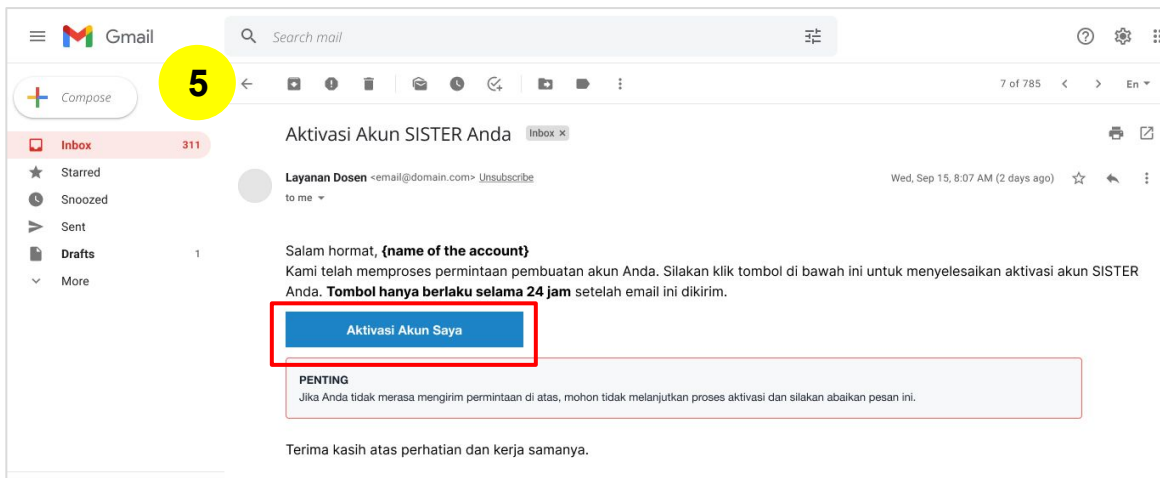 Gmail
Search mail
5
Compose
7 of 785
En
Inbox 311
Starred
Snoozed
Sent
Drafts 1
More
Aktivasi Akun SISTER Anda Inbox ×
Layanan Dosen <email@domain.com> Unsubscribe
Wed, Sep 15, 8:07 AM (2 days ago)
to me
Salam hormat, {name of the account}
Kami telah memproses permintaan pembuatan akun Anda. Silakan klik tombol di bawah ini untuk menyelesaikan aktivasi akun SISTER
Anda. Tombol hanya berlaku selama 24 jam setelah email ini dikirim.
Aktivasi Akun Saya
PENTING
Jika Anda tidak merasa mengirim permintaan di atas, mohon tidak melanjutkan proses aktivasi dan silakan abaikan pesan ini.
Terima kasih atas perhatian dan kerja samanya.